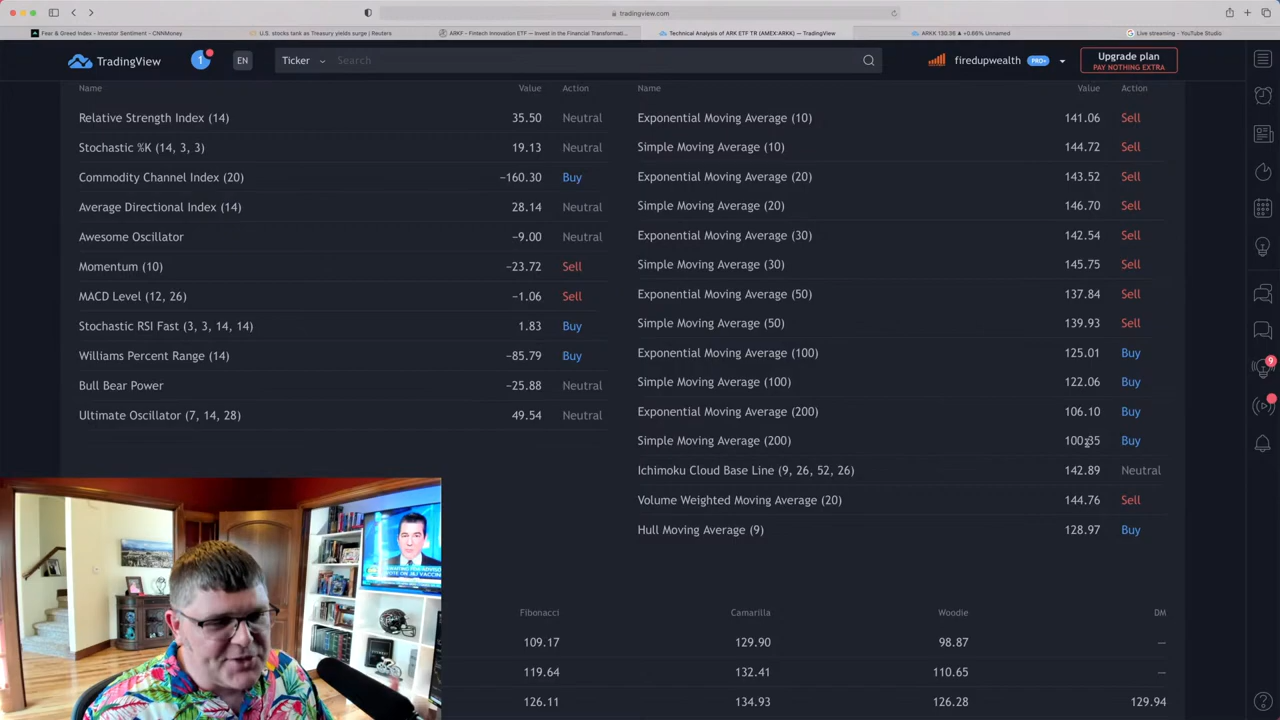 tradingview.com
Fear & Greed Index - Investor Sentiment - CNNMoney
U.S. stocks tank as Treasury yields surge | Reuters
ARKF - Fintech Innovation ETF — Invest in the Financial Transformati...
Technical Analysis of ARK ETF TR (AMEX:ARKK) — TradingView
ARKK 130.36 ▲ +0.66% Unnamed
Live streaming - YouTube Studio
TradingView
1
EN
Ticker
Search
firedupwealth
PRO+
Upgrade plan
PAY NOTHING EXTRA
Name Value Action
Relative Strength Index (14) 35.50 Neutral
Stochastic %K (14, 3, 3) 19.13 Neutral
Commodity Channel Index (20) −160.30 Buy
Average Directional Index (14) 28.14 Neutral
Awesome Oscillator −9.00 Neutral
Momentum (10) −23.72 Sell
MACD Level (12, 26) −1.06 Sell
Stochastic RSI Fast (3, 3, 14, 14) 1.83 Buy
Williams Percent Range (14) −85.79 Buy
Bull Bear Power −25.88 Neutral
Ultimate Oscillator (7, 14, 28) 49.54 Neutral
Name Value Action
Exponential Moving Average (10) 141.06 Sell
Simple Moving Average (10) 144.72 Sell
Exponential Moving Average (20) 143.52 Sell
Simple Moving Average (20) 146.70 Sell
Exponential Moving Average (30) 142.54 Sell
Simple Moving Average (30) 145.75 Sell
Exponential Moving Average (50) 137.84 Sell
Simple Moving Average (50) 139.93 Sell
Exponential Moving Average (100) 125.01 Buy
Simple Moving Average (100) 122.06 Buy
Exponential Moving Average (200) 106.10 Buy
Simple Moving Average (200) 100.35 Buy
Ichimoku Cloud Base Line (9, 26, 52, 26) 142.89 Neutral
Volume Weighted Moving Average (20) 144.76 Sell
Hull Moving Average (9) 128.97 Buy
9
Fibonacci Camarilla Woodie DM
109.17 129.90 98.87 —
119.64 132.41 110.65 —
126.11 134.93 126.28 129.94